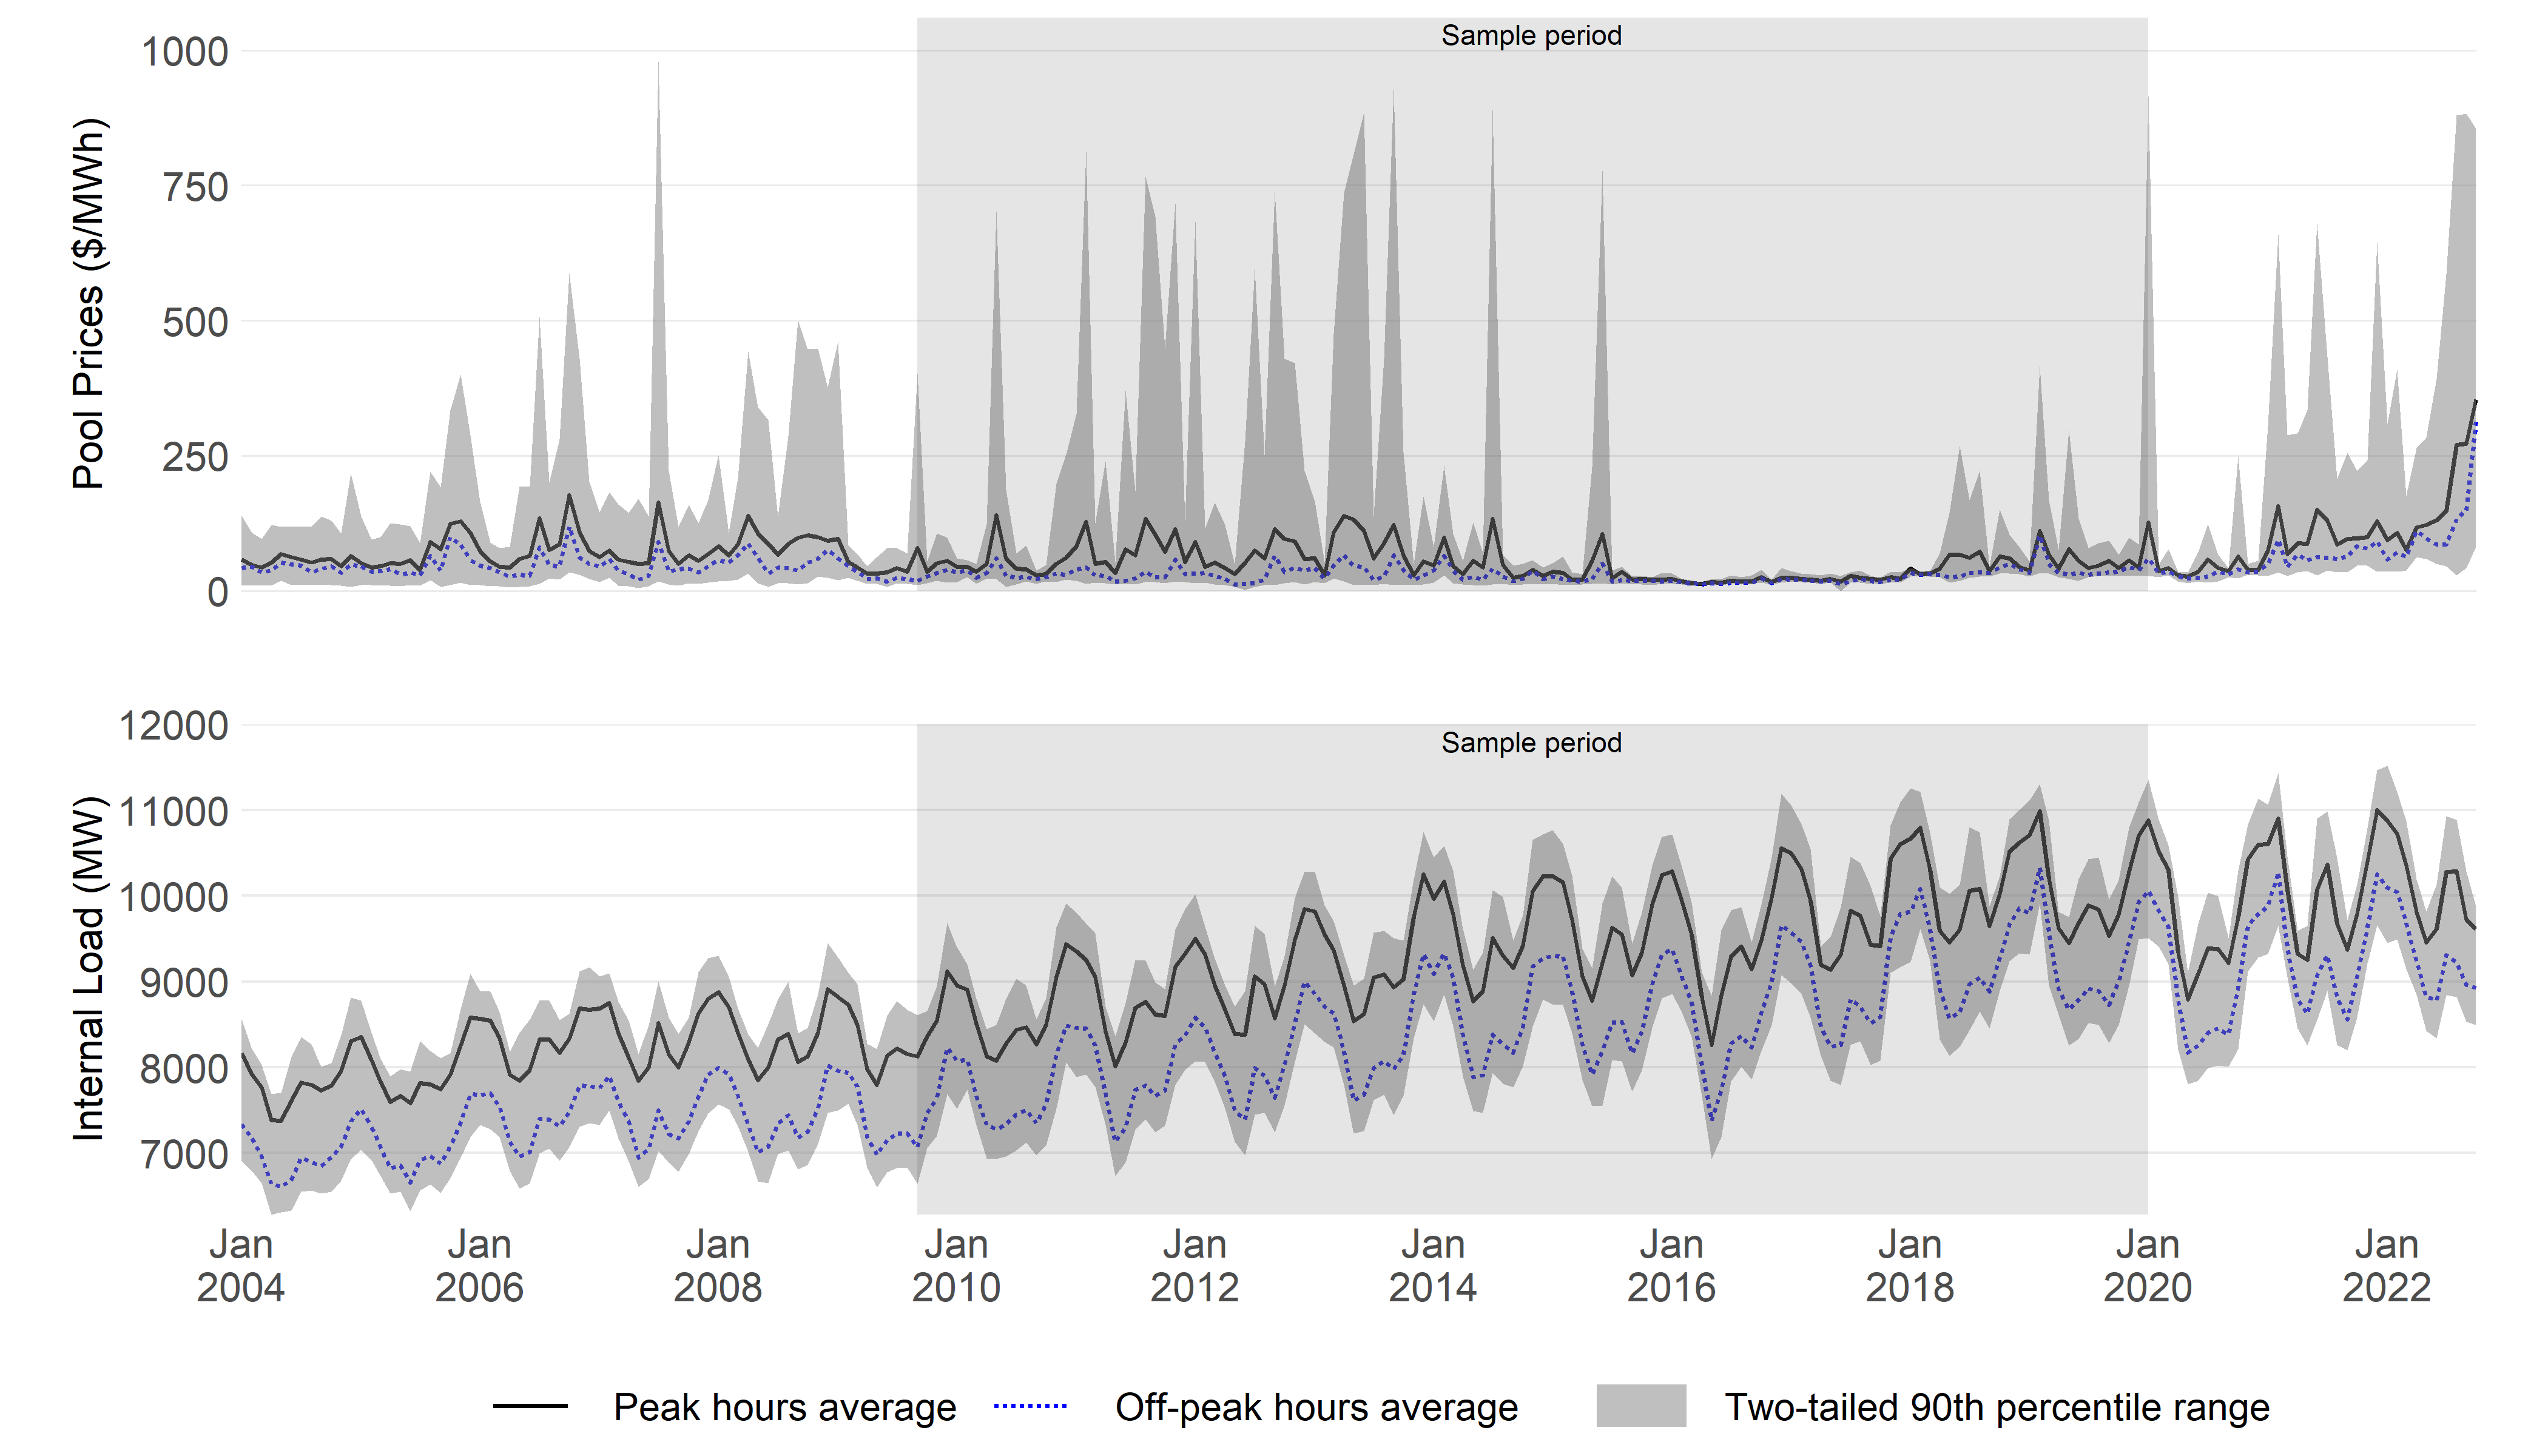 Sample period
1000
750
500
250
0
Pool Prices ($/MWh)
Sample period
12000
11000
10000
9000
8000
7000
Internal Load (MW)
Jan 2004
Jan 2006
Jan 2008
Jan 2010
Jan 2012
Jan 2014
Jan 2016
Jan 2018
Jan 2020
Jan 2022
Peak hours average
Off-peak hours average
Two-tailed 90th percentile range